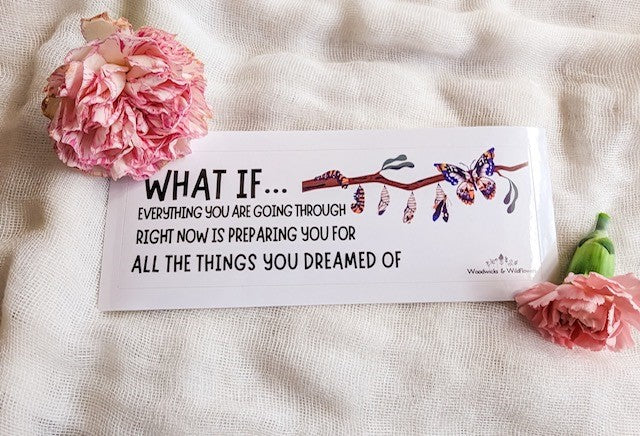 WHAT IF...
EVERYTHING YOU ARE GOING THROUGH
RIGHT NOW IS PREPARING YOU FOR
ALL THE THINGS YOU DREAMED OF
Woodwicks & Wildflowers